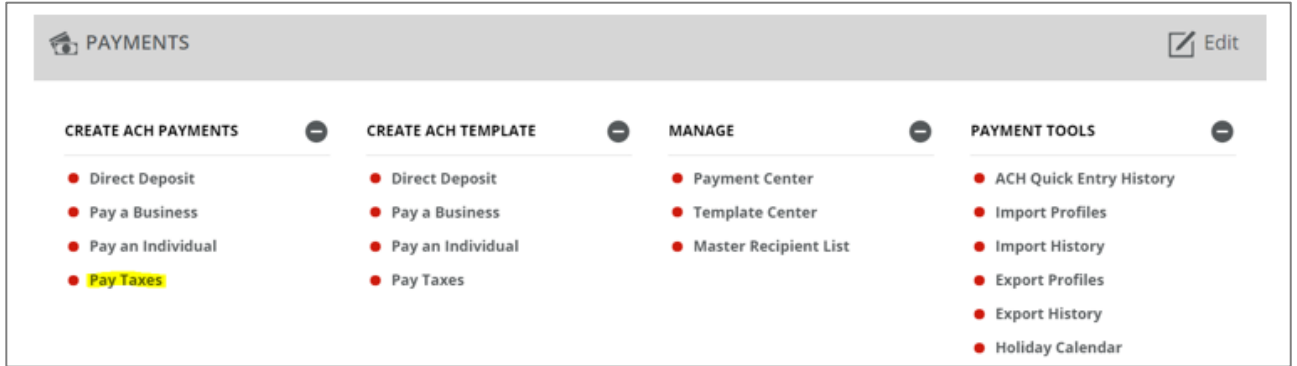 PAYMENTS
Edit
CREATE ACH PAYMENTS
Direct Deposit
Pay a Business
Pay an Individual
Pay Taxes
CREATE ACH TEMPLATE
Direct Deposit
Pay a Business
Pay an Individual
Pay Taxes
MANAGE
Payment Center
Template Center
Master Recipient List
PAYMENT TOOLS
ACH Quick Entry History
Import Profiles
Import History
Export Profiles
Export History
Holiday Calendar